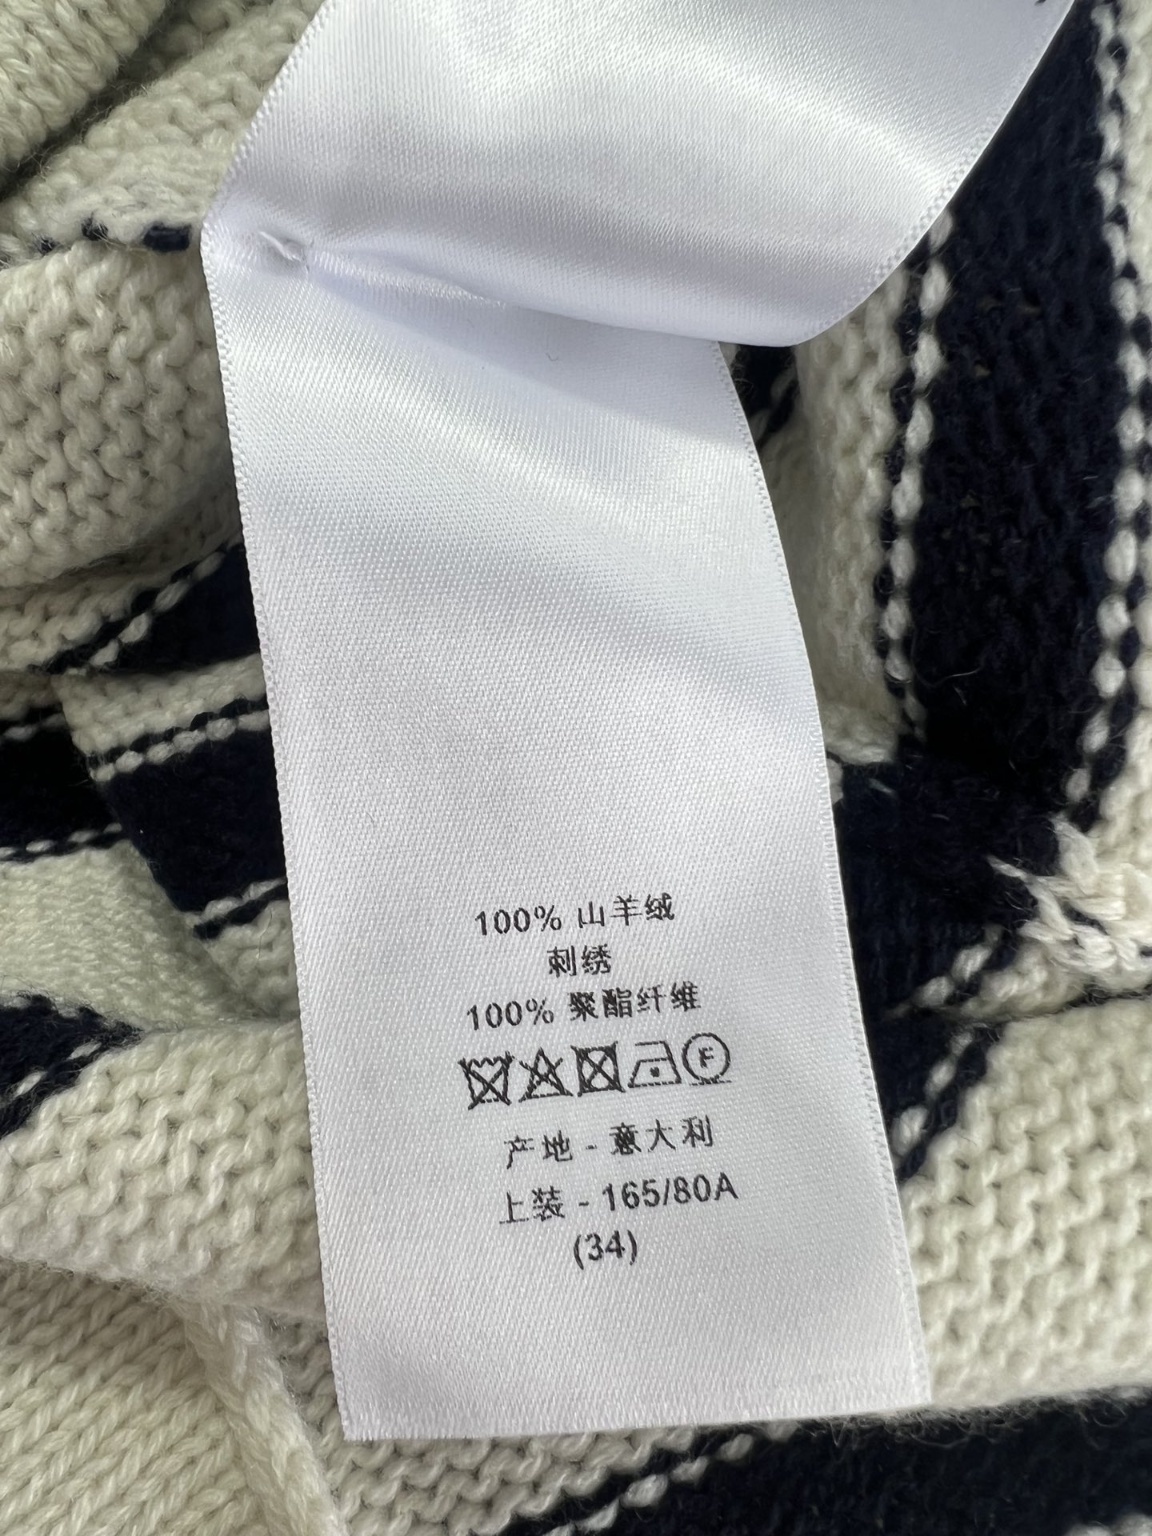 100% 山羊绒
刺绣
100% 聚酯纤维
F
产地 - 意大利
上装 - 165/80A
(34)